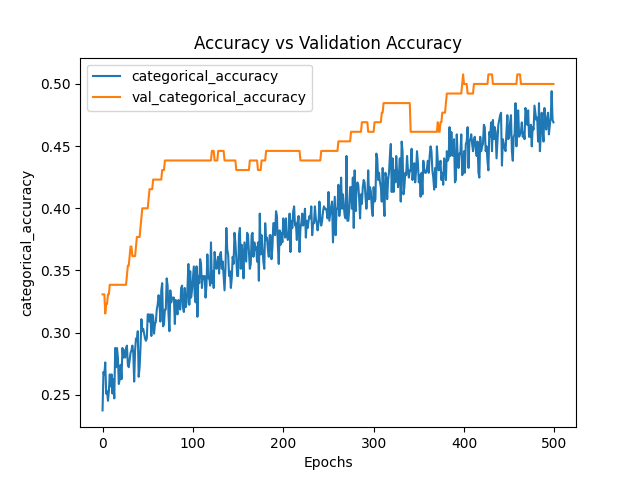 Accuracy vs Validation Accuracy
categorical_accuracy
val_categorical_accuracy
categorical_accuracy
0.50
0.45
0.40
0.35
0.30
0.25
0
100
200
300
400
500
Epochs